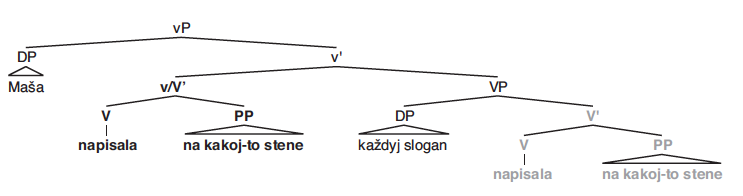 vP
DP v'
Maša v/V' VP
V PP DP V'
napisala na kakoj-to stene každyj slogan V PP
napisala na kakoj-to stene